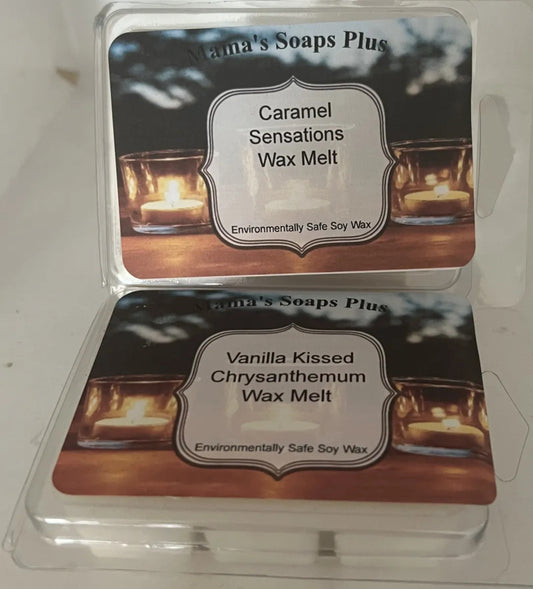 Mama's Soaps Plus
Caramel
Sensations
Wax Melt
Environmentally Safe Soy Wax
Mama's Soaps Plus
Vanilla Kissed
Chrysanthemum
Wax Melt
Environmentally Safe Soy Wax